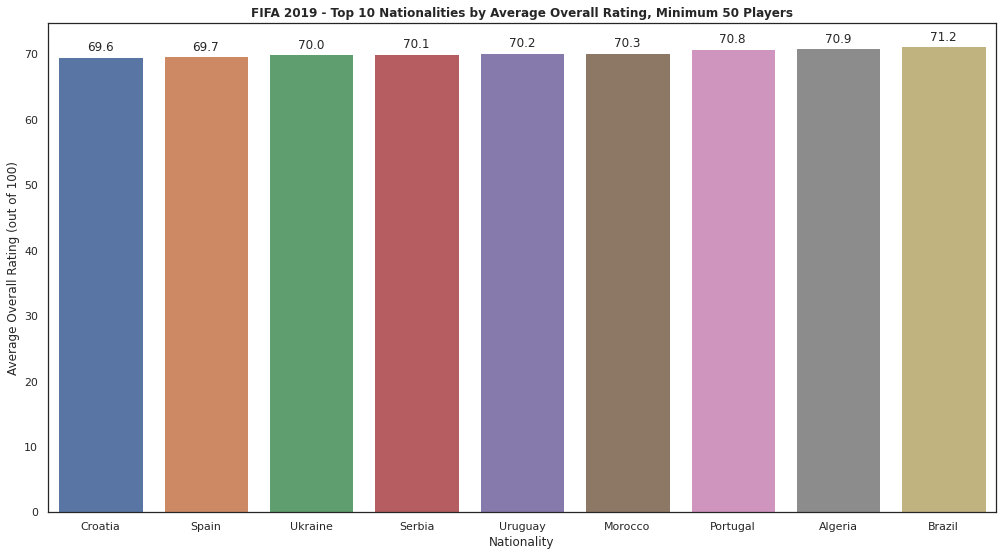 FIFA 2019 - Top 10 Nationalities by Average Overall Rating, Minimum 50 Players
69.6 69.7 70.0 70.1 70.2 70.3 70.8 70.9 71.2
Average Overall Rating (out of 100)
70
60
50
40
30
20
10
0
Croatia Spain Ukraine Serbia Uruguay Morocco Portugal Algeria Brazil
Nationality